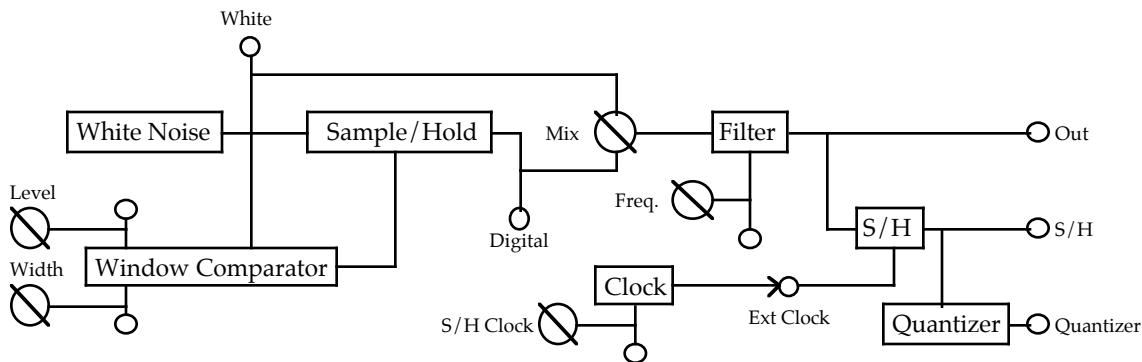 White
White Noise
Sample/Hold
Mix
Filter
Out
Level
Freq.
Digital
S/H
S/H
Width
Window Comparator
Clock
S/H Clock
Ext Clock
Quantizer
Quantizer